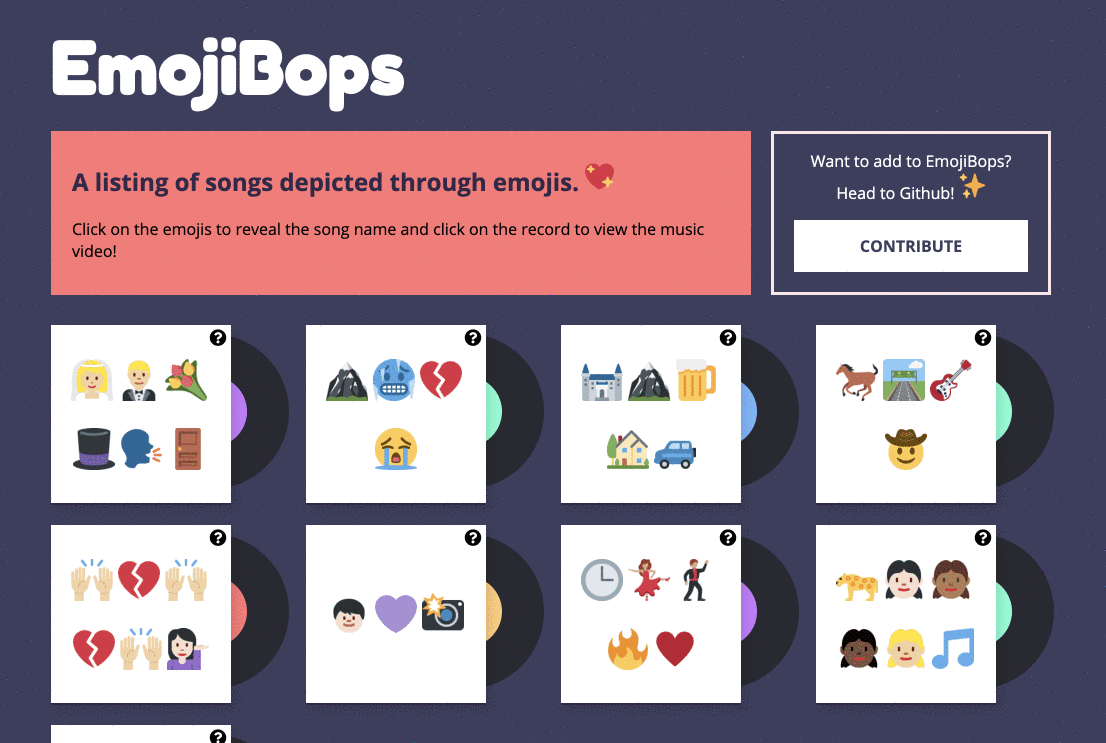 EmojiBops
A listing of songs depicted through emojis.
Click on the emojis to reveal the song name and click on the record to view the music
video!
Want to add to EmojiBops?
Head to Github!
CONTRIBUTE
?
?
?
?
?
?
?
?
?